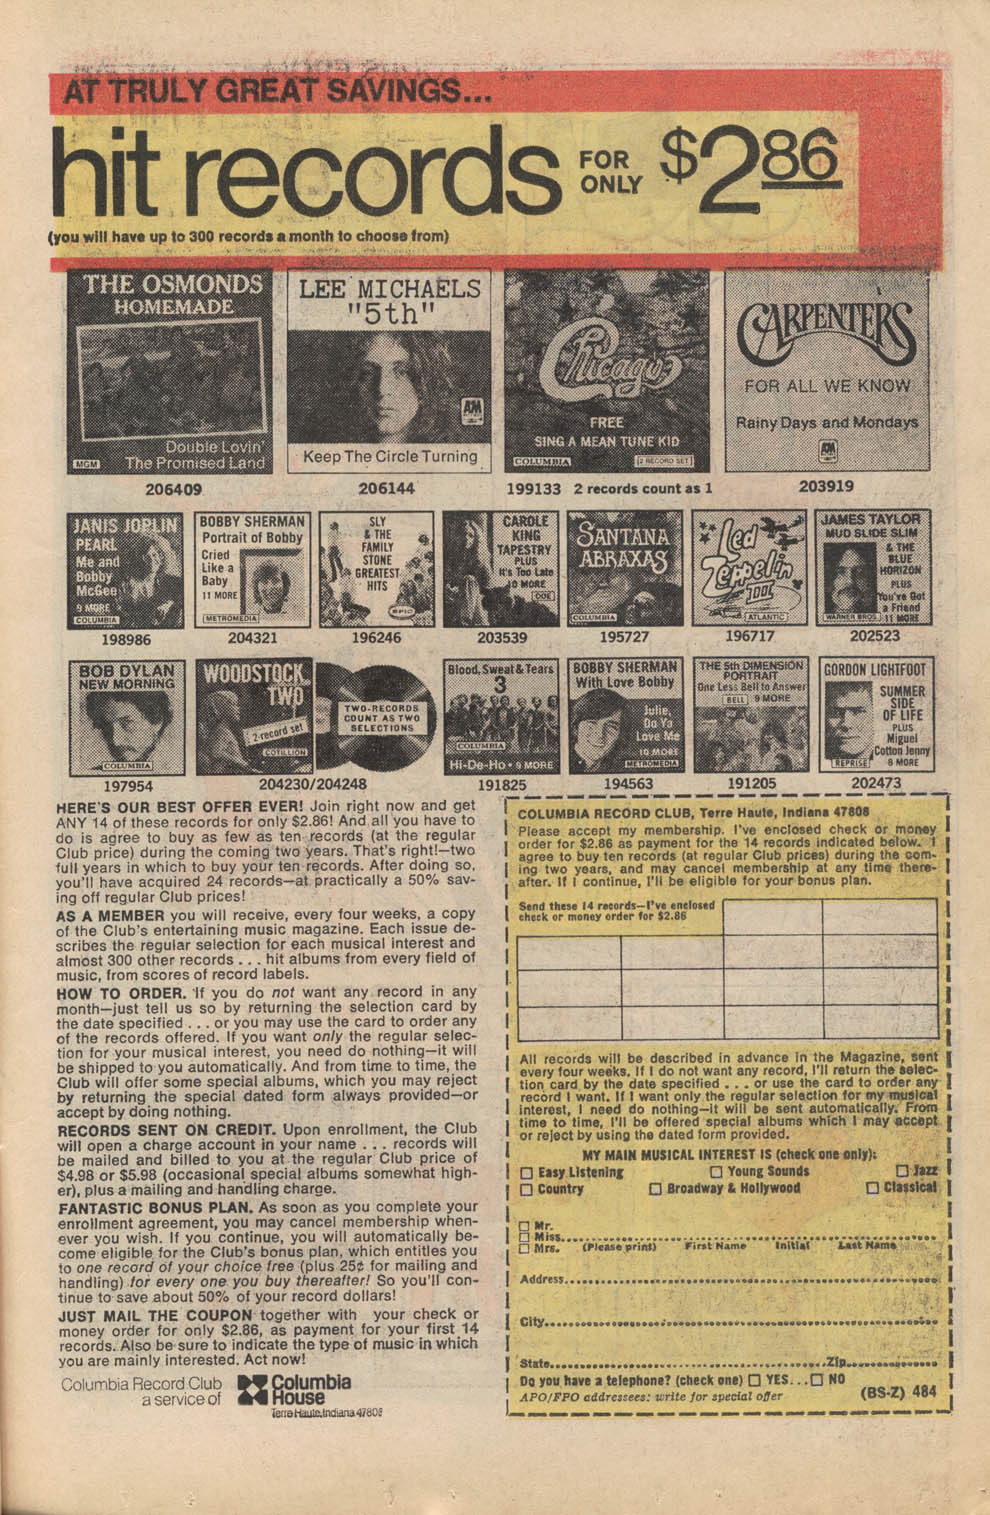 AT TRULY GREAT SAVINGS...
hit records FOR ONLY $2.86
(you will have up to 300 records a month to choose from)
THE OSMONDS
HOMEMADE
Double Lovin'
The Promised Land
MGM
206409
LEE MICHAELS
"5th"
A&M
Keep The Circle Turning
206144
Chicago
FREE
SING A MEAN TUNE KID
COLUMBIA
2 RECORD SET
199133 2 records count as 1
CARPENTERS
FOR ALL WE KNOW
Rainy Days and Mondays
A&M
203919
JANIS JOPLIN
PEARL
Me and
Bobby
McGee
9 MORE
COLUMBIA
198986
BOBBY SHERMAN
Portrait of Bobby
Cried
Like a
Baby
11 MORE
METROMEDIA
204321
SLY
& THE
FAMILY
STONE
GREATEST
HITS
EPIC
196246
CAROLE
KING
TAPESTRY
PLUS
It's Too Late
10 MORE
ODE
203539
SANTANA
ABRAXAS
COLUMBIA
195727
Led
Zeppelin
III
ATLANTIC
196717
JAMES TAYLOR
MUD SLIDE SLIM
& THE
BLUE
HORIZON
PLUS
You've Got
a Friend
11 MORE
WARNER BROS.
202523
BOB DYLAN
NEW MORNING
COLUMBIA
197954
WOODSTOCK
TWO
2-record set
COTILLION
TWO-RECORDS
COUNT AS TWO
SELECTIONS
204230/204248
Blood, Sweat & Tears
3
COLUMBIA
Hi-De-Ho • 9 MORE
191825
BOBBY SHERMAN
With Love Bobby
Julie,
Do Ya
Love Me
10 MORE
METROMEDIA
194563
THE 5th DIMENSION
PORTRAIT
One Less Bell to Answer
BELL 9 MORE
191205
GORDON LIGHTFOOT
SUMMER
SIDE
OF LIFE
PLUS
Miguel
Cotton Jenny
8 MORE
REPRISE
202473
HERE'S OUR BEST OFFER EVER! Join right now and get
ANY 14 of these records for only $2.86! And all you have to
do is agree to buy as few as ten records (at the regular
Club price) during the coming two years. That's right!—two
full years in which to buy your ten records. After doing so,
you'll have acquired 24 records—at practically a 50% sav-
ing off regular Club prices!
AS A MEMBER you will receive, every four weeks, a copy
of the Club's entertaining music magazine. Each issue de-
scribes the regular selection for each musical interest and
almost 300 other records . . . hit albums from every field of
music, from scores of record labels.
HOW TO ORDER. If you do not want any record in any
month—just tell us so by returning the selection card by
the date specified . . . or you may use the card to order any
of the records offered. If you want only the regular selec-
tion for your musical interest, you need do nothing—it will
be shipped to you automatically. And from time to time, the
Club will offer some special albums, which you may reject
by returning the special dated form always provided—or
accept by doing nothing.
RECORDS SENT ON CREDIT. Upon enrollment, the Club
will open a charge account in your name . . . records will
be mailed and billed to you at the regular Club price of
$4.98 or $5.98 (occasional special albums somewhat high-
er), plus a mailing and handling charge.
FANTASTIC BONUS PLAN. As soon as you complete your
enrollment agreement, you may cancel membership when-
ever you wish. If you continue, you will automatically be-
come eligible for the Club's bonus plan, which entitles you
to one record of your choice free (plus 25¢ for mailing and
handling) for every one you buy thereafter! So you'll con-
tinue to save about 50% of your record dollars!
JUST MAIL THE COUPON together with your check or
money order for only $2.86, as payment for your first 14
records. Also be sure to indicate the type of music in which
you are mainly interested. Act now!
Columbia Record Club
a service of
Columbia
House
Terre Haute, Indiana 47808
COLUMBIA RECORD CLUB, Terre Haute, Indiana 47808
Please accept my membership. I've enclosed check or money
order for $2.86 as payment for the 14 records indicated below. I
agree to buy ten records (at regular Club prices) during the com-
ing two years, and may cancel membership at any time there-
after. If I continue, I'll be eligible for your bonus plan.
Send these 14 records—I've enclosed
check or money order for $2.86
All records will be described in advance in the Magazine, sent
every four weeks. If I do not want any record, I'll return the selec-
tion card by the date specified . . . or use the card to order any
record I want. If I want only the regular selection for my musical
interest, I need do nothing—it will be sent automatically. From
time to time, I'll be offered special albums which I may accept
or reject by using the dated form provided.
MY MAIN MUSICAL INTEREST IS (check one only):
Easy Listening Young Sounds Jazz
Country Broadway & Hollywood Classical
Mr.
Miss
Mrs. (Please print) First Name Initial Last Name
Address
City
State Zip
Do you have a telephone? (check one) YES... NO
APO/FPO addressees: write for special offer (BS-Z) 484